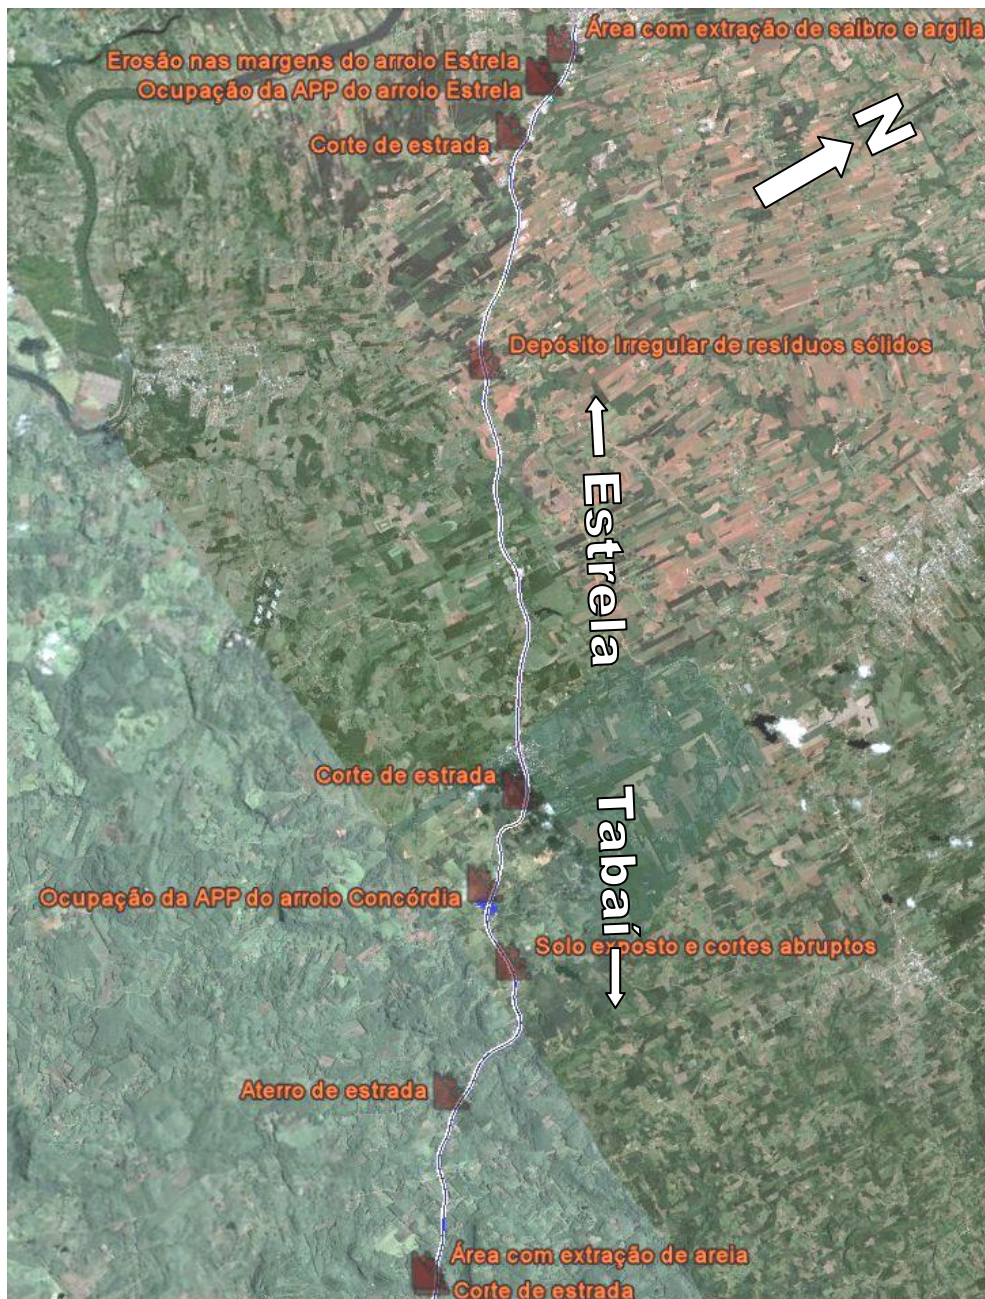 Área com extração de saibro e argila
Erosão nas margens do arroio Estrela
Ocupação da APP do arroio Estrela
N
Corte de estrada
Depósito Irregular de resíduos sólidos
Estrela
Corte de estrada
Tabaí
Ocupação da APP do arroio Concórdia
Solo exposto e cortes abruptos
Aterro de estrada
Área com extração de areia
Corte de estrada